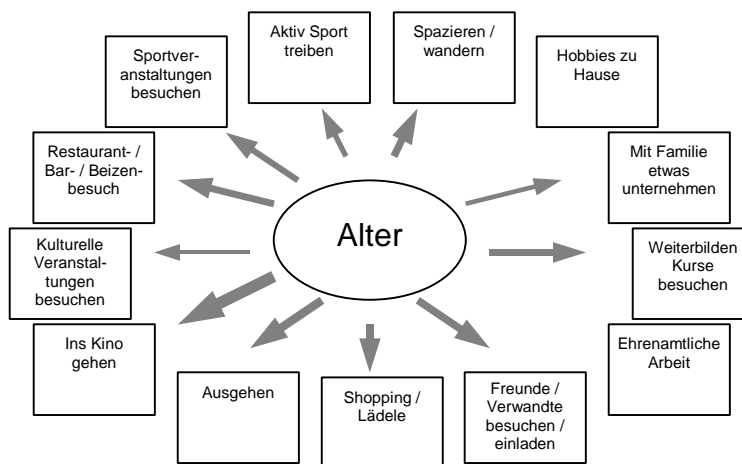 Aktiv Sport
treiben
Spazieren /
wandern
Hobbies zu
Hause
Sportver-
anstaltungen
besuchen
Restaurant- /
Bar- / Beizen-
besuch
Mit Familie
etwas
unternehmen
Alter
Kulturelle
Veranstal-
tungen
besuchen
Weiterbilden
Kurse
besuchen
Ins Kino
gehen
Ehrenamtliche
Arbeit
Ausgehen
Shopping /
Lädele
Freunde /
Verwandte
besuchen /
einladen